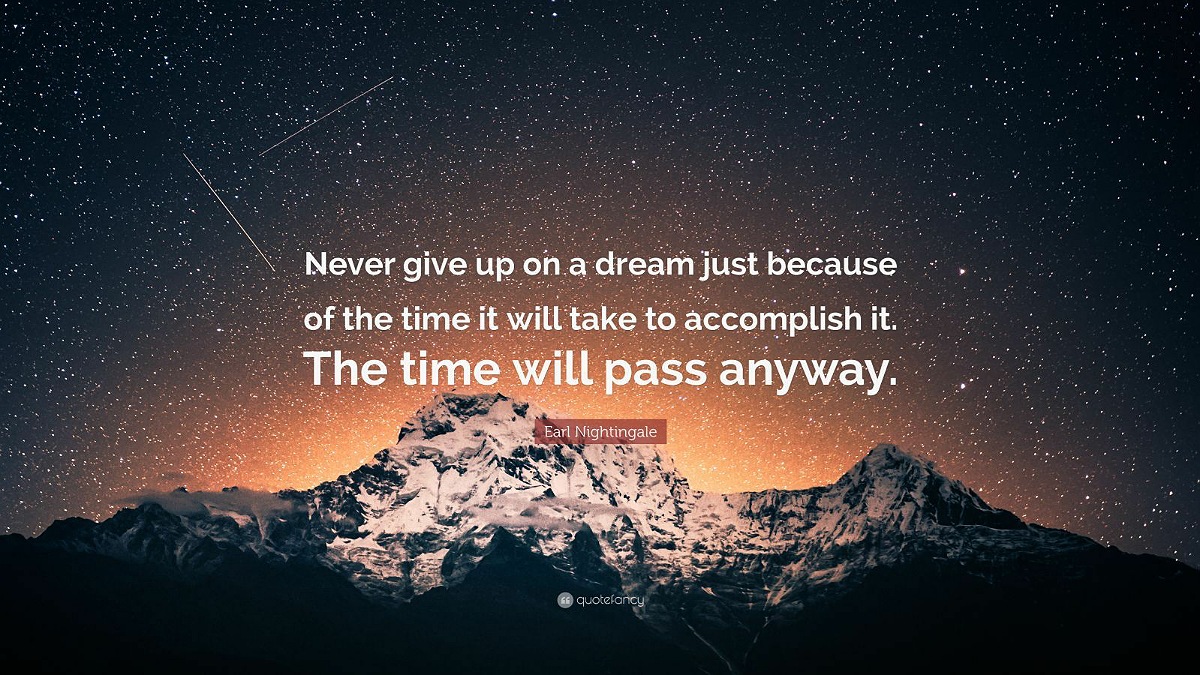 Never give up on a dream just because
of the time it will take to accomplish it.
The time will pass anyway.
Earl Nightingale
quotefancy